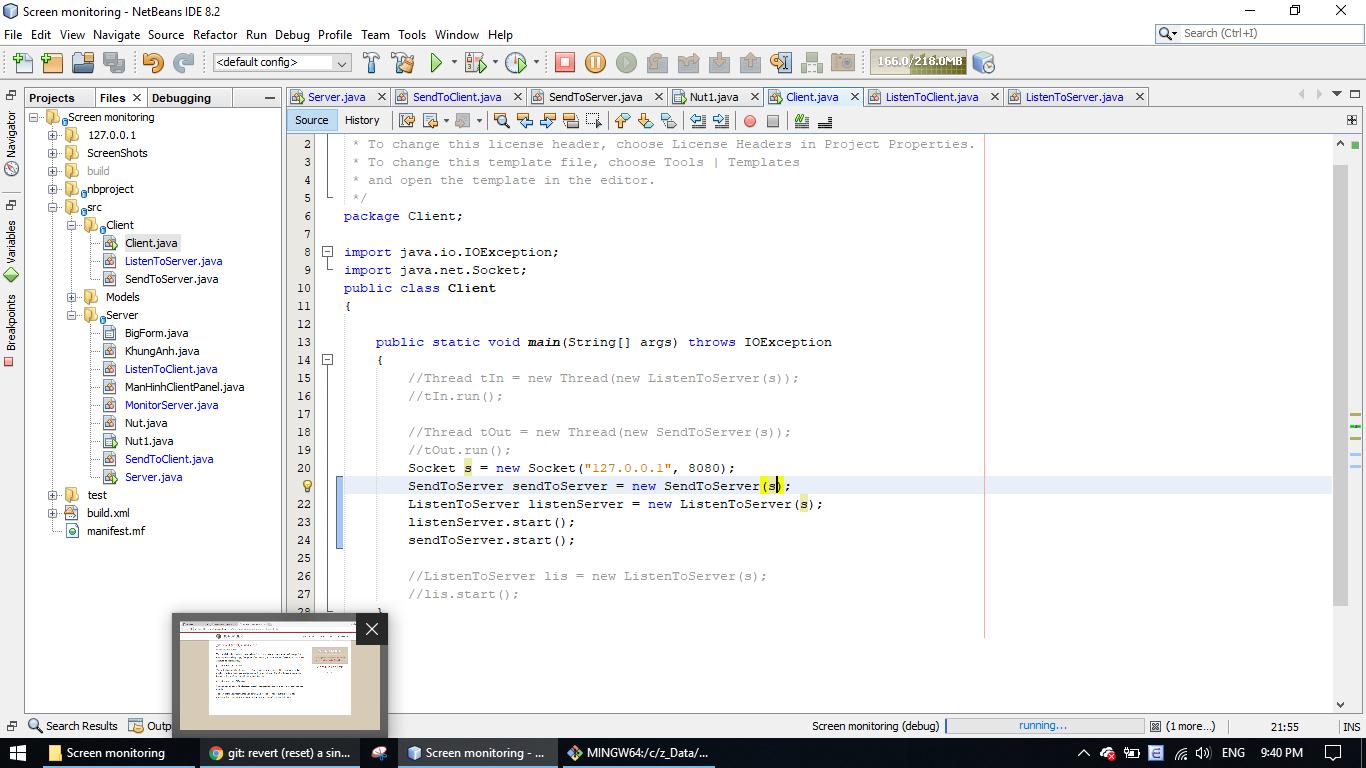 Screen monitoring - NetBeans IDE 8.2
File Edit View Navigate Source Refactor Run Debug Profile Team Tools Window Help
Search (Ctrl+I)
<default config>
166.0/218.0MB
Projects
Files
Debugging
Server.java
SendToClient.java
SendToServer.java
Nut1.java
Client.java
ListenToClient.java
ListenToServer.java
Navigator
Variables
Breakpoints
Screen monitoring
127.0.0.1
ScreenShots
build
nbproject
src
Client
Client.java
ListenToServer.java
SendToServer.java
Models
Server
BigForm.java
KhungAnh.java
ListenToClient.java
ManHinhClientPanel.java
MonitorServer.java
Nut.java
Nut1.java
SendToClient.java
Server.java
test
build.xml
manifest.mf
Source History
2 * To change this license header, choose License Headers in Project Properties.
3 * To change this template file, choose Tools | Templates
4 * and open the template in the editor.
5 */
6 package Client;
7
8 import java.io.IOException;
9 import java.net.Socket;
10 public class Client
11 {
12
13 public static void main(String[] args) throws IOException
14 {
15 //Thread tIn = new Thread(new ListenToServer(s));
16 //tIn.run();
17
18 //Thread tOut = new Thread(new SendToServer(s));
19 //tOut.run();
20 Socket s = new Socket("127.0.0.1", 8080);
SendToServer sendToServer = new SendToServer(s);
22 ListenToServer listenServer = new ListenToServer(s);
23 listenServer.start();
24 sendToServer.start();
25
26 //ListenToServer lis = new ListenToServer(s);
27 //lis.start();
28 }
Search Results
Outp
Screen monitoring (debug)
running...
(1 more...)
21:55
INS
Screen monitoring
git: revert (reset) a sin...
Screen monitoring - ...
MINGW64:/c/z_Data/...
ENG
9:40 PM